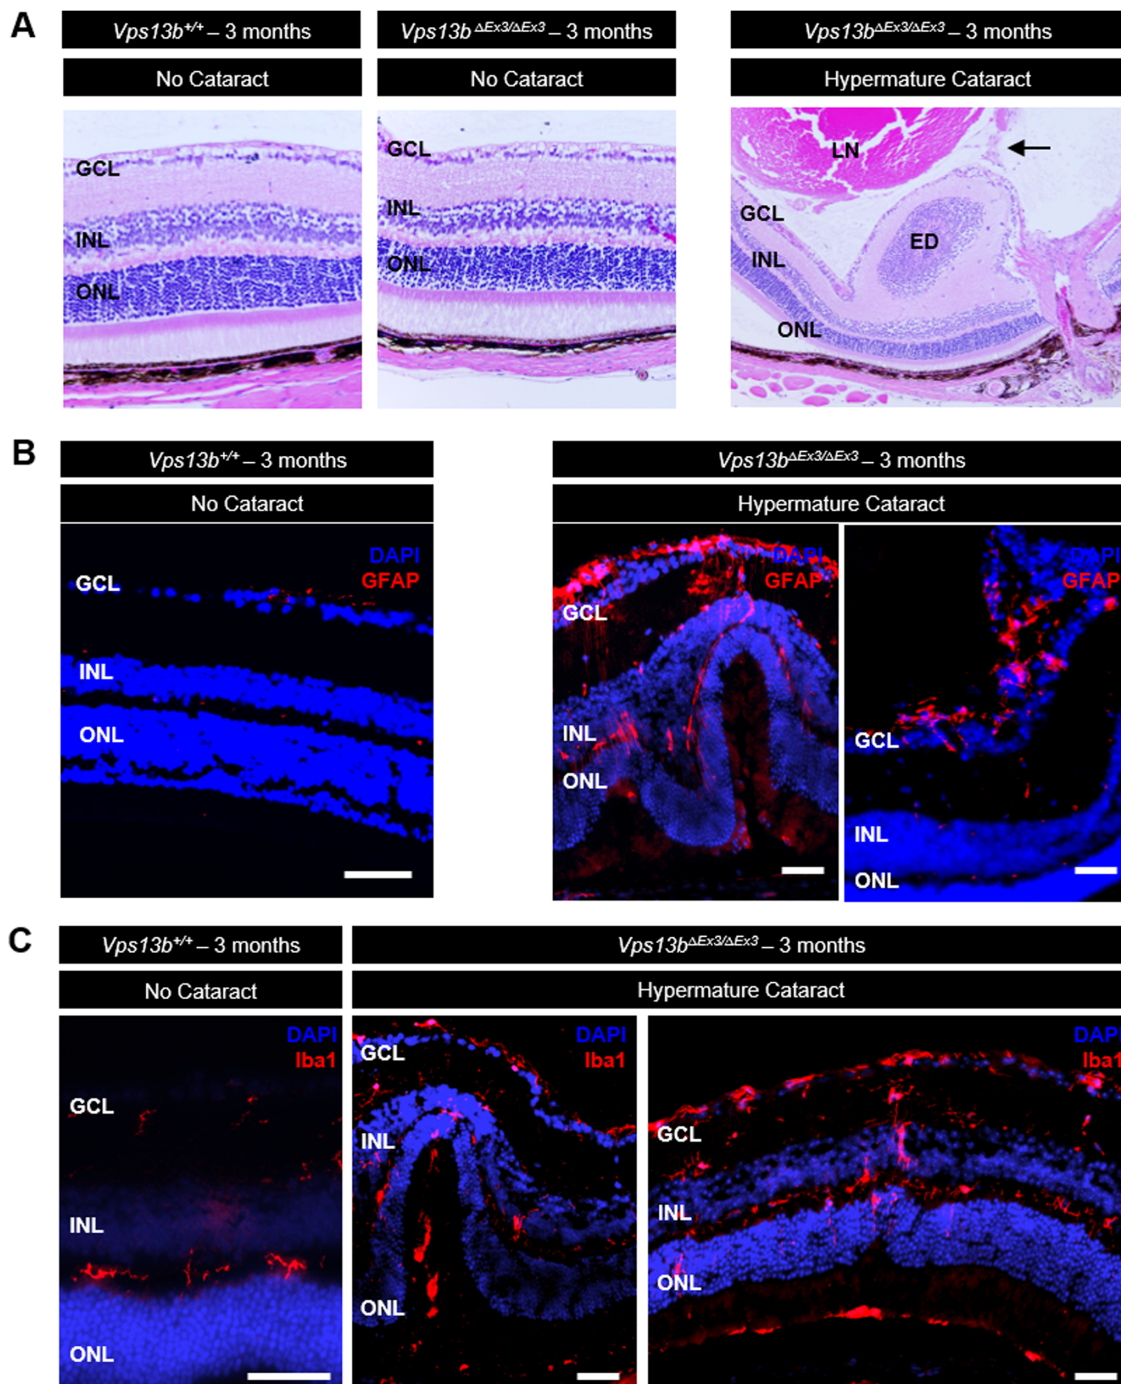 A
Vps13b+/+ – 3 months
Vps13b ΔEx3/ΔEx3 – 3 months
Vps13bΔEx3/ΔEx3 – 3 months
No Cataract
No Cataract
Hypermature Cataract
GCL
INL
ONL
GCL
INL
ONL
LN
GCL
INL
ED
ONL
B
Vps13b+/+ – 3 months
Vps13bΔEx3/ΔEx3 – 3 months
No Cataract
Hypermature Cataract
DAPI
GFAP
GCL
INL
ONL
DAPI
GFAP
GCL
INL
ONL
DAPI
GFAP
GCL
INL
ONL
C
Vps13b+/+ – 3 months
Vps13bΔEx3/ΔEx3 – 3 months
No Cataract
Hypermature Cataract
DAPI
Iba1
GCL
INL
ONL
DAPI
Iba1
GCL
INL
ONL
DAPI
Iba1
GCL
INL
ONL